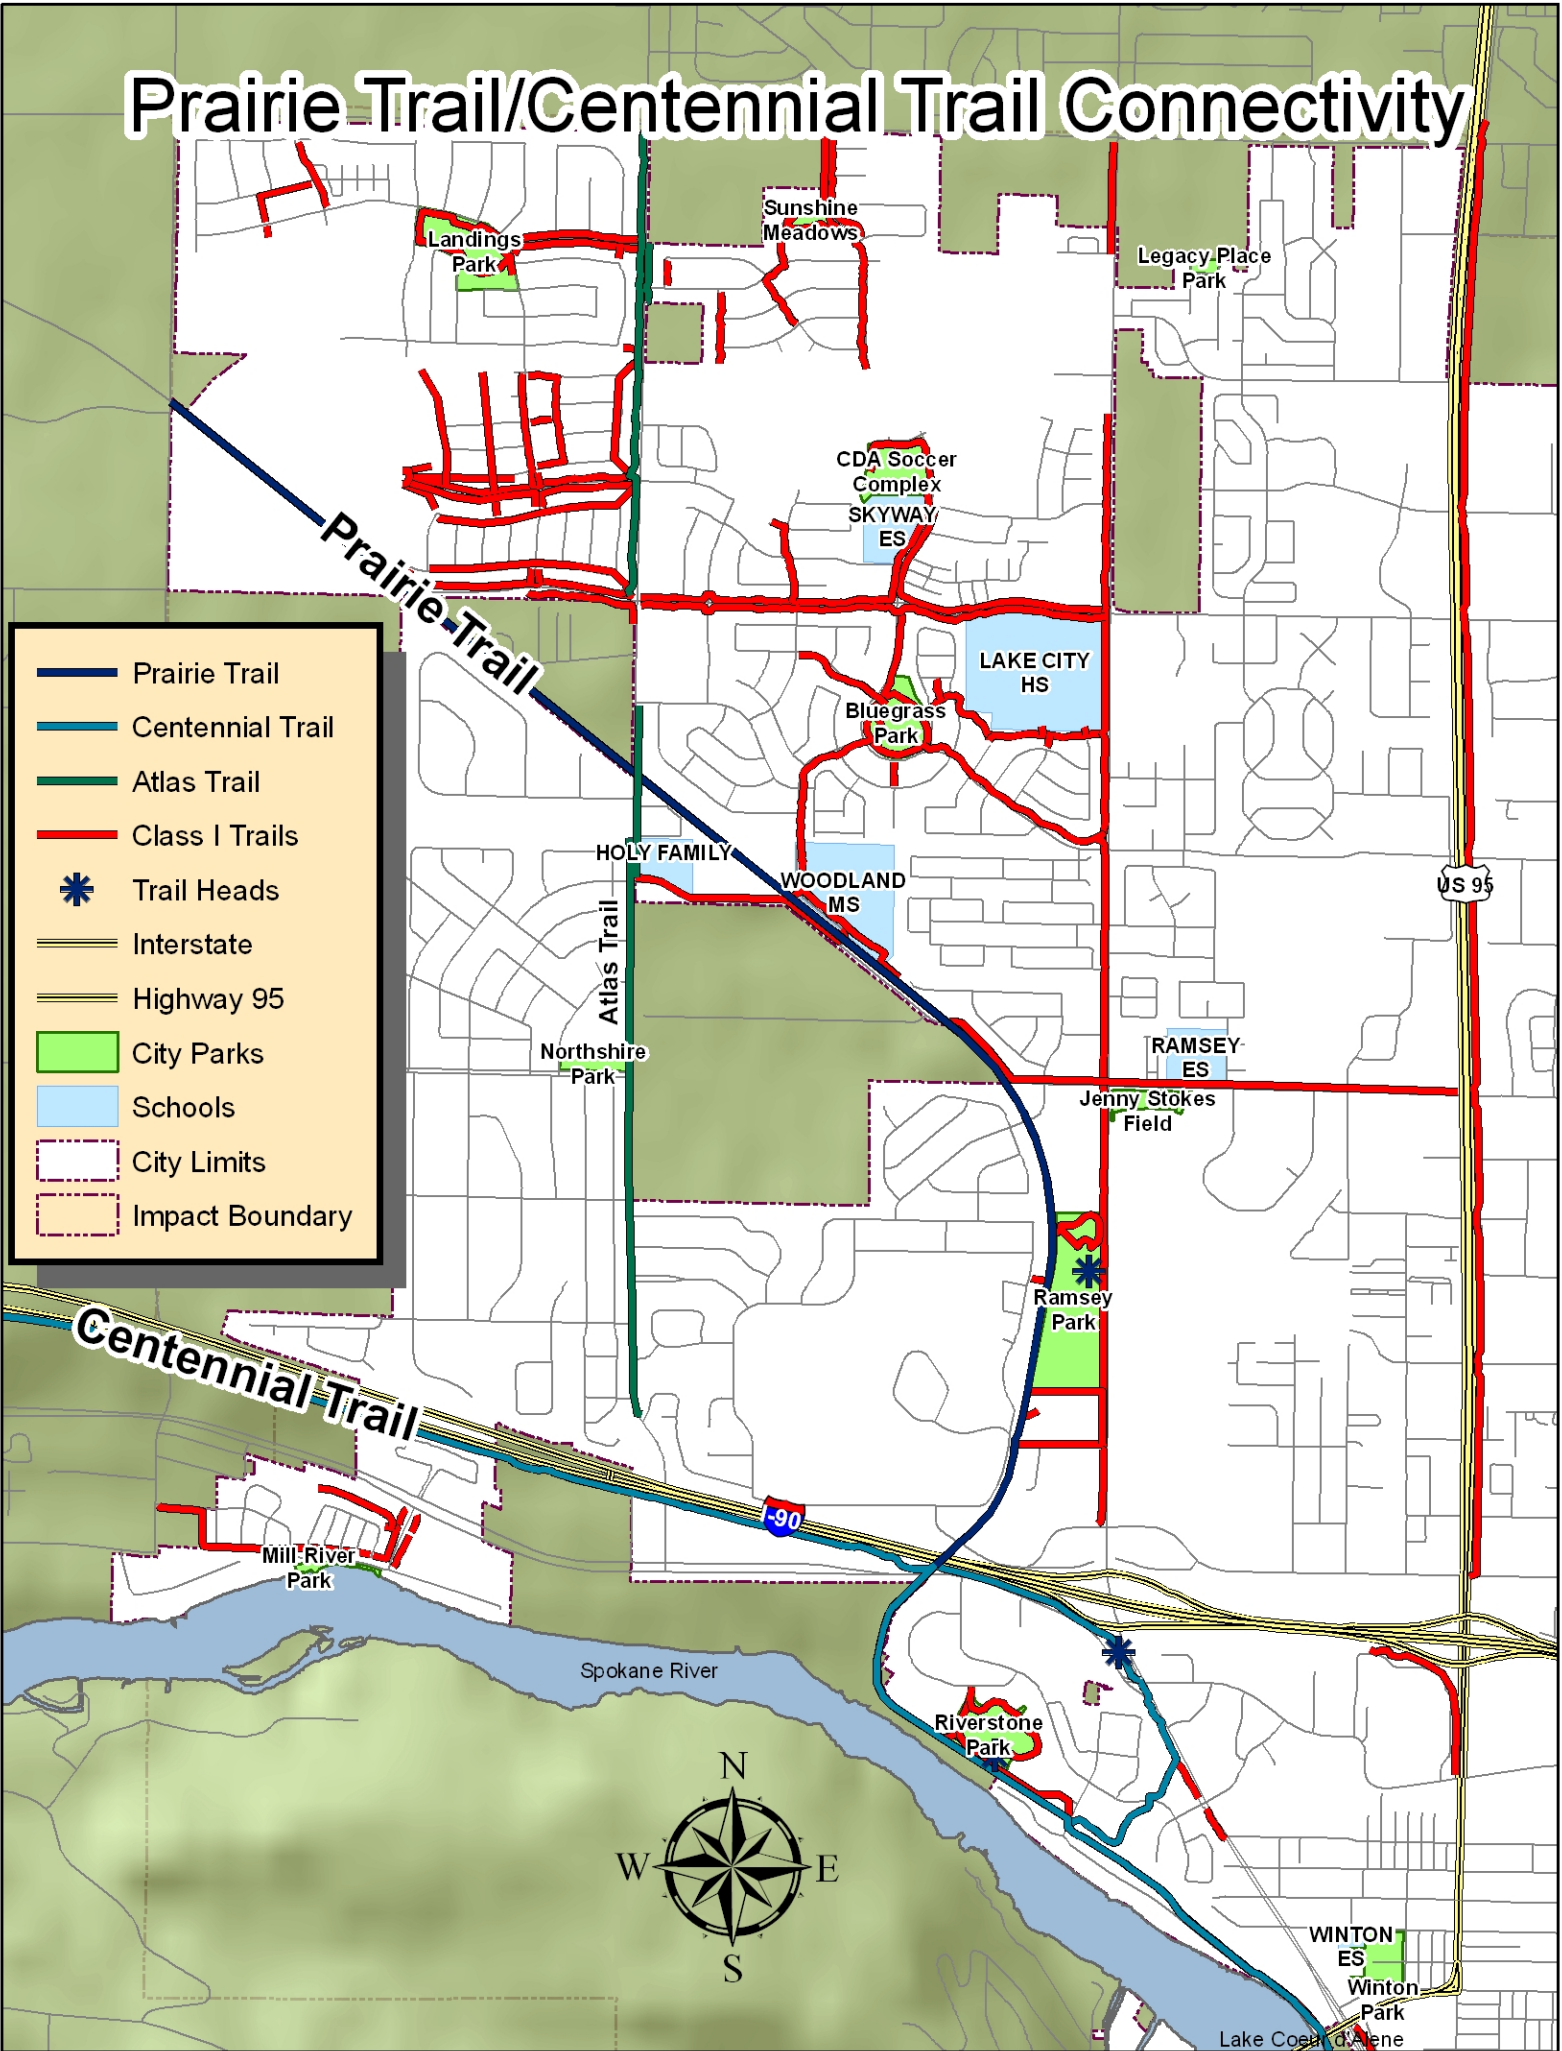 Prairie Trail/Centennial Trail Connectivity
Sunshine
Meadows
Landings
Park
Legacy Place
Park
CDA Soccer
Complex
SKYWAY
ES
Prairie Trail
LAKE CITY
HS
Bluegrass
Park
Prairie Trail
Centennial Trail
Atlas Trail
Class I Trails
Trail Heads
Interstate
Highway 95
City Parks
Schools
City Limits
Impact Boundary
HOLY FAMILY
WOODLAND
MS
US 95
Atlas Trail
Northshire
Park
RAMSEY
ES
Jenny Stokes
Field
Ramsey
Park
Centennial Trail
I-90
Mill River
Park
Spokane River
Riverstone
Park
N
W
E
S
WINTON
ES
Winton
Park
Lake Coeur d'Alene